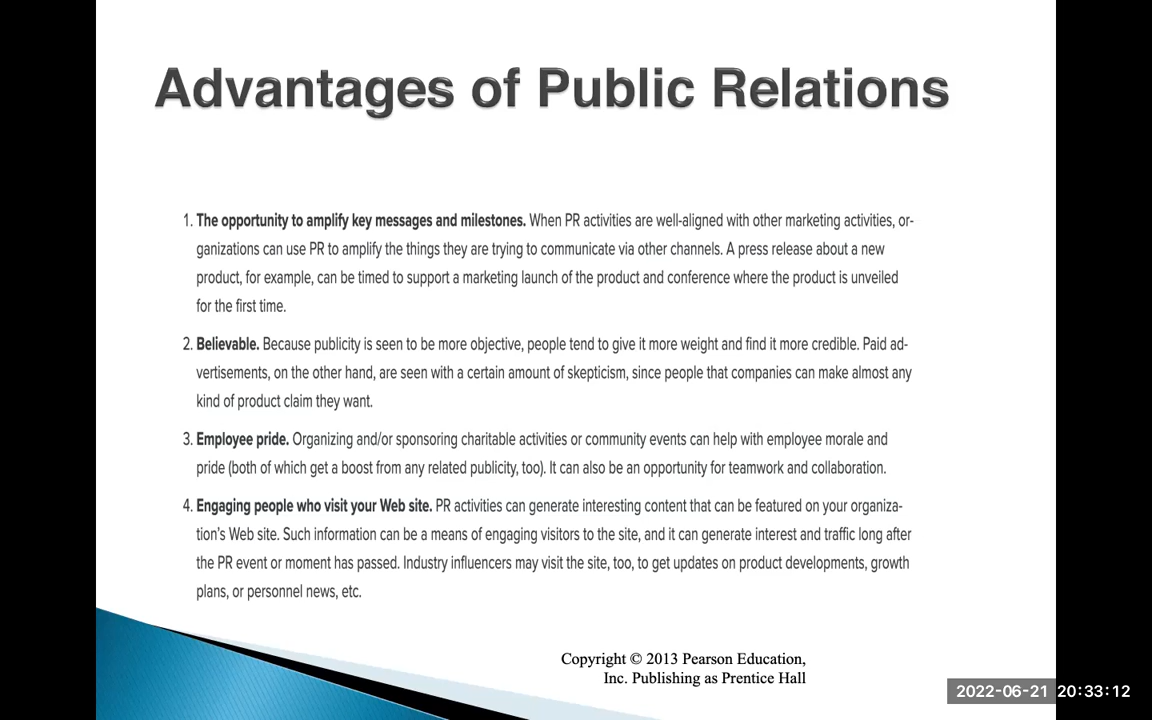 Advantages of Public Relations
1. The opportunity to amplify key messages and milestones. When PR activities are well-aligned with other marketing activities, or-
ganizations can use PR to amplify the things they are trying to communicate via other channels. A press release about a new
product, for example, can be timed to support a marketing launch of the product and conference where the product is unveiled
for the first time.
2. Believable. Because publicity is seen to be more objective, people tend to give it more weight and find it more credible. Paid ad-
vertisements, on the other hand, are seen with a certain amount of skepticism, since people that companies can make almost any
kind of product claim they want.
3. Employee pride. Organizing and/or sponsoring charitable activities or community events can help with employee morale and
pride (both of which get a boost from any related publicity, too). It can also be an opportunity for teamwork and collaboration.
4. Engaging people who visit your Web site. PR activities can generate interesting content that can be featured on your organiza-
tion's Web site. Such information can be a means of engaging visitors to the site, and it can generate interest and traffic long after
the PR event or moment has passed. Industry influencers may visit the site, too, to get updates on product developments, growth
plans, or personnel news, etc.
Copyright © 2013 Pearson Education,
Inc. Publishing as Prentice Hall
2022-06-21 20:33:12